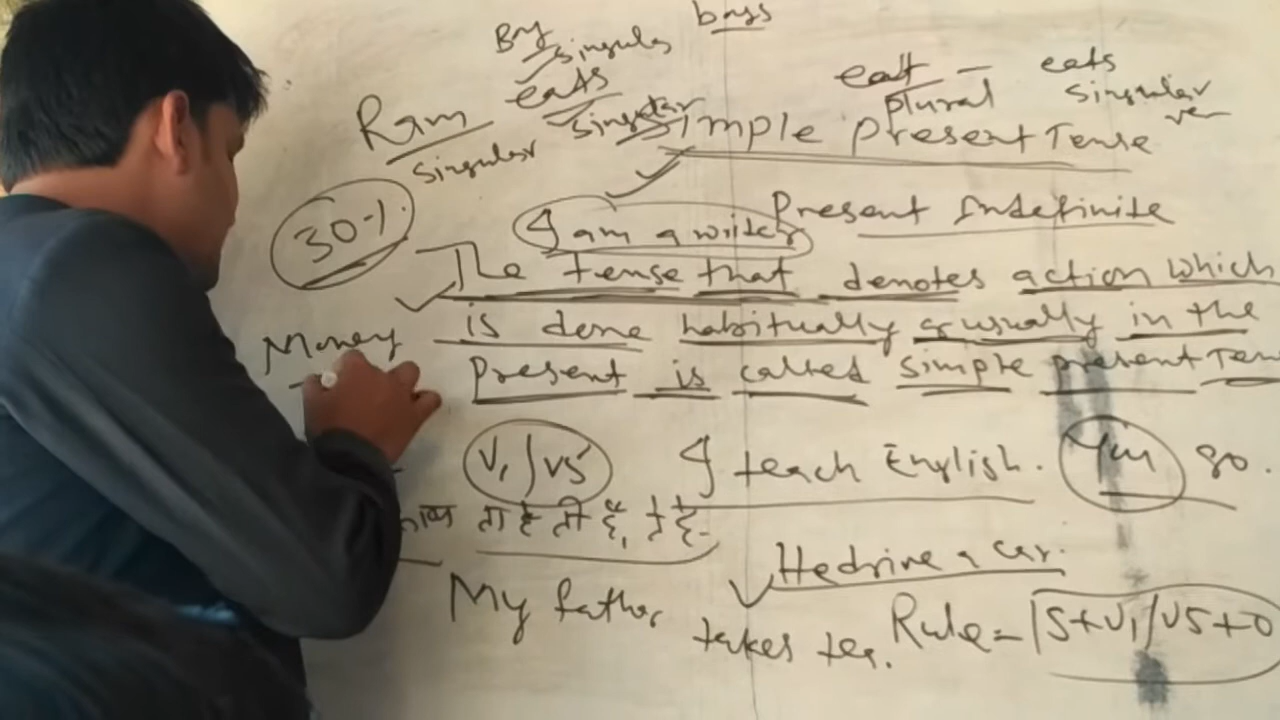 boys
Boy singular
eat - eats
plural singular
Ram eats
singular singular
Simple Present Tense
Present Indefinite
30%
I am a writer
The tense that denotes action which
is done habitually or usually in the
Present is called simple present Ten
Money
V1/V5 I teach English. go.
ता है ती है, ते हैं
He drive a car.
My father takes tea.
Rule = S+V1/V5+O